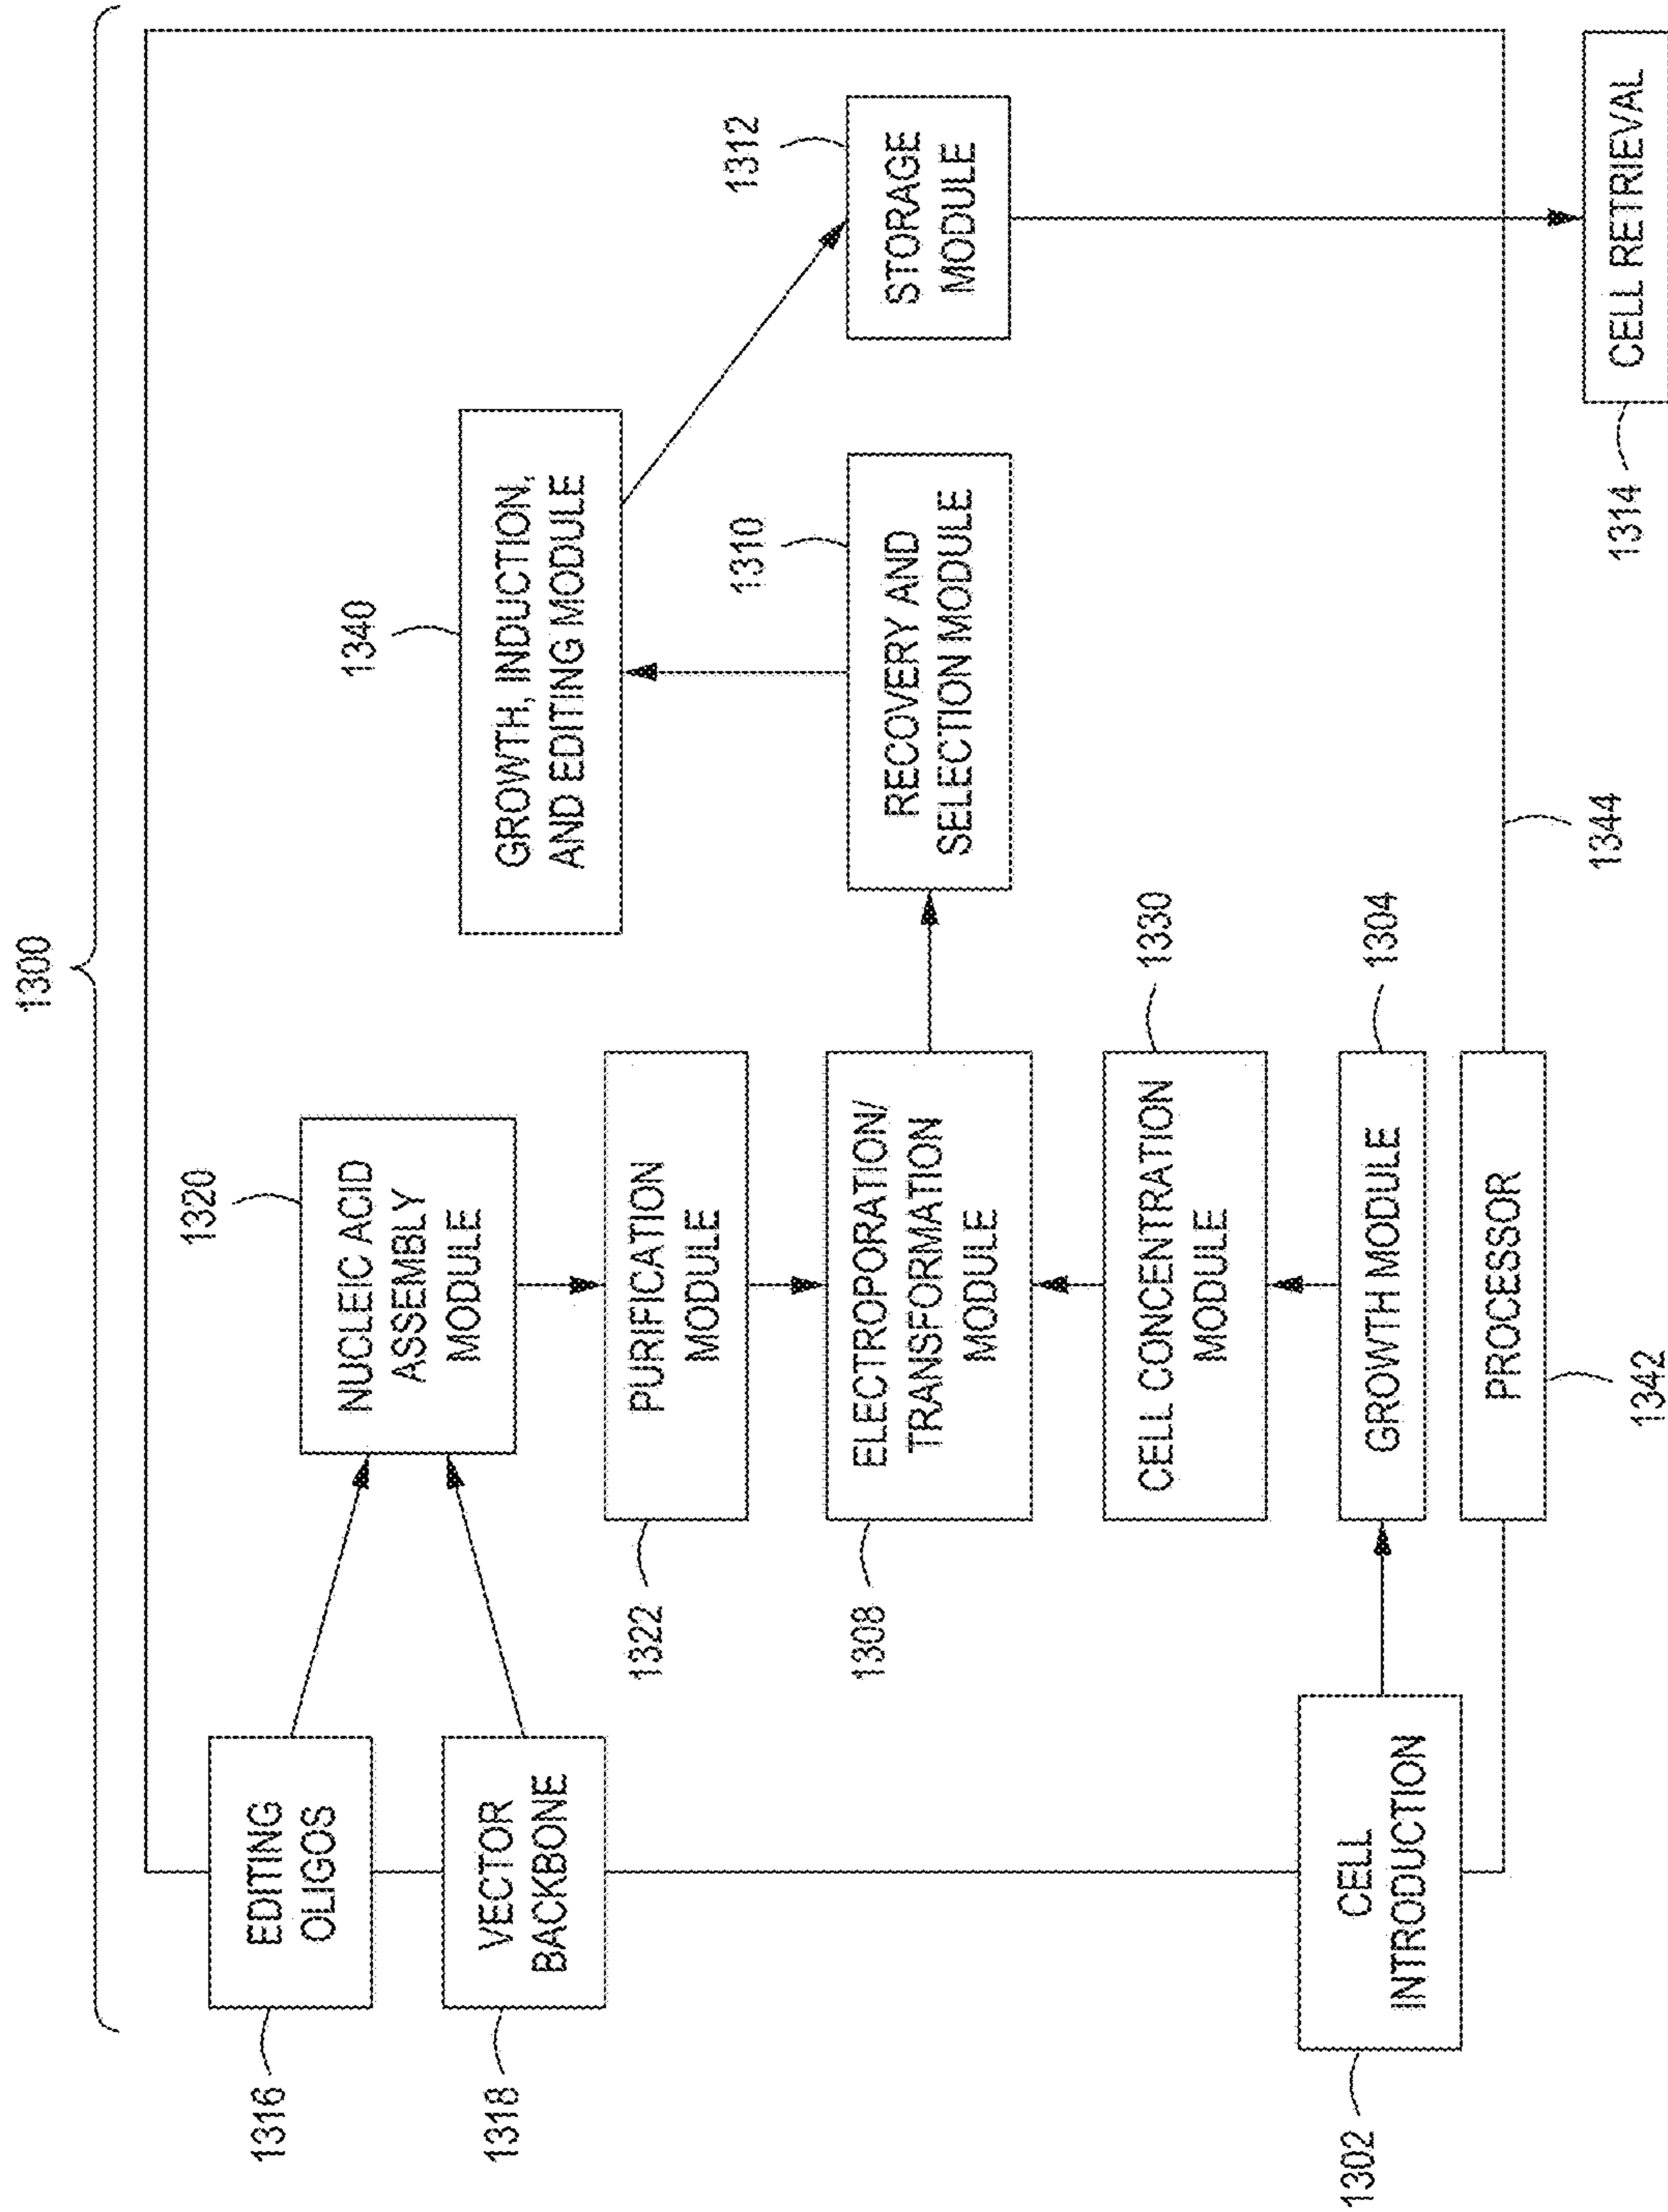 1300
1316
EDITING
OLIGOS
1318
VECTOR
BACKBONE
1320
NUCLEIC ACID
ASSEMBLY
MODULE
1322
PURIFICATION
MODULE
1308
ELECTROPORATION/
TRANSFORMATION
MODULE
CELL CONCENTRATION
MODULE
1330
1302
CELL
INTRODUCTION
GROWTH MODULE
1304
PROCESSOR
1342
1344
1340
GROWTH, INDUCTION,
AND EDITING MODULE
1310
RECOVERY AND
SELECTION MODULE
1312
STORAGE
MODULE
1314
CELL RETRIEVAL